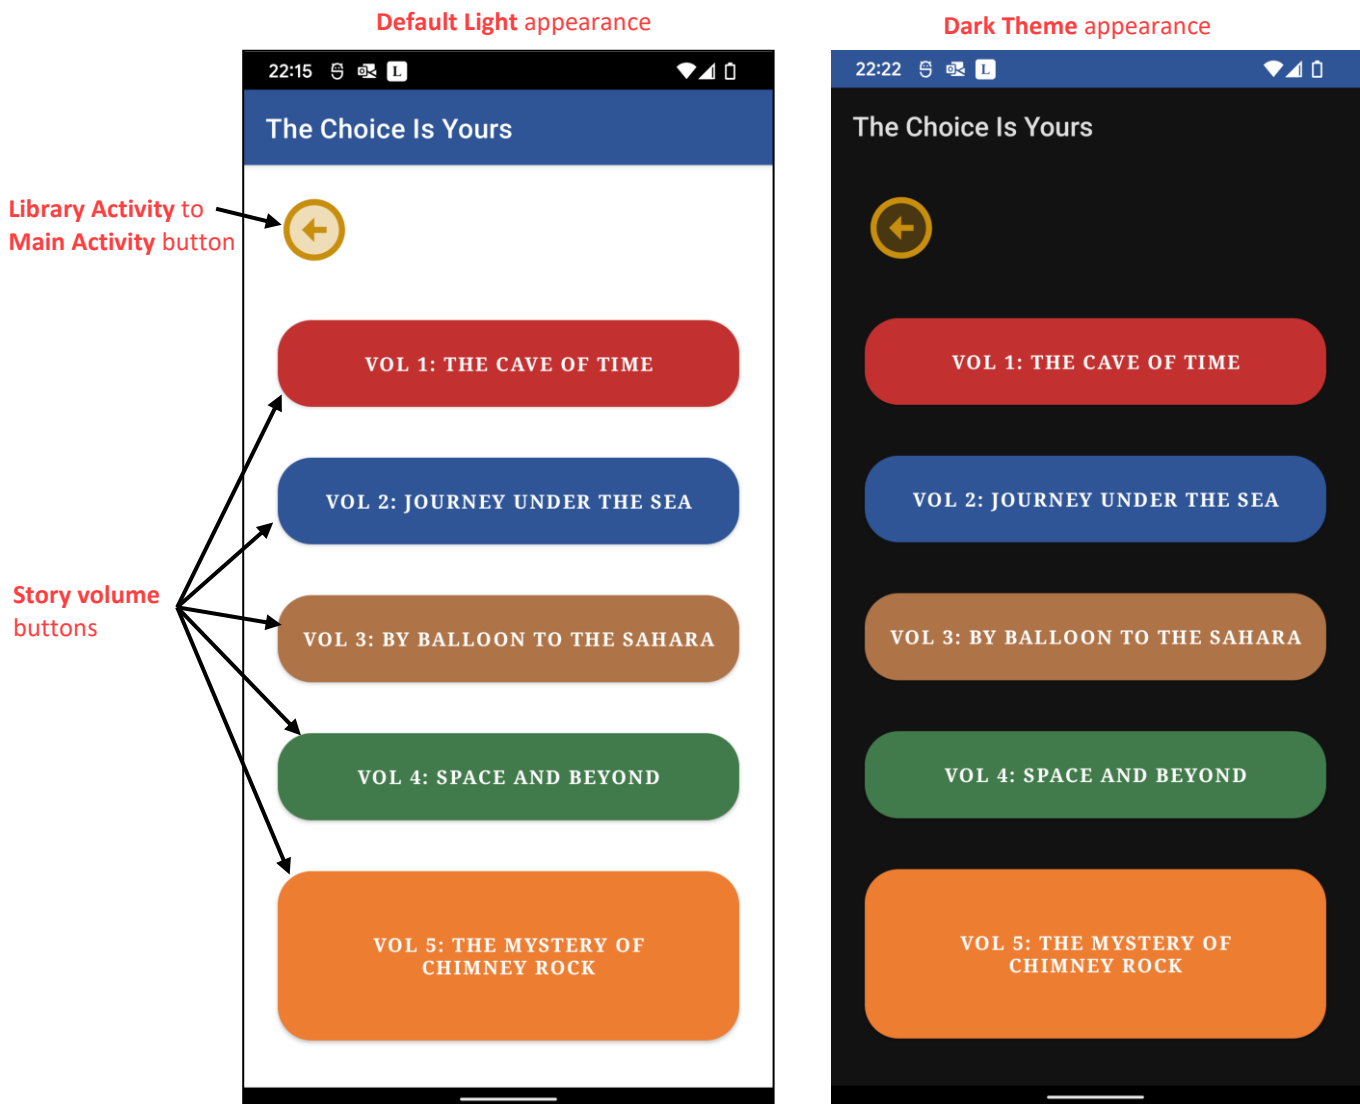 Default Light appearance
Dark Theme appearance
22:15 L
The Choice Is Yours
Library Activity to
Main Activity button
VOL 1: THE CAVE OF TIME
VOL 2: JOURNEY UNDER THE SEA
Story volume
buttons
VOL 3: BY BALLOON TO THE SAHARA
VOL 4: SPACE AND BEYOND
VOL 5: THE MYSTERY OF
CHIMNEY ROCK
22:22 L
The Choice Is Yours
VOL 1: THE CAVE OF TIME
VOL 2: JOURNEY UNDER THE SEA
VOL 3: BY BALLOON TO THE SAHARA
VOL 4: SPACE AND BEYOND
VOL 5: THE MYSTERY OF
CHIMNEY ROCK